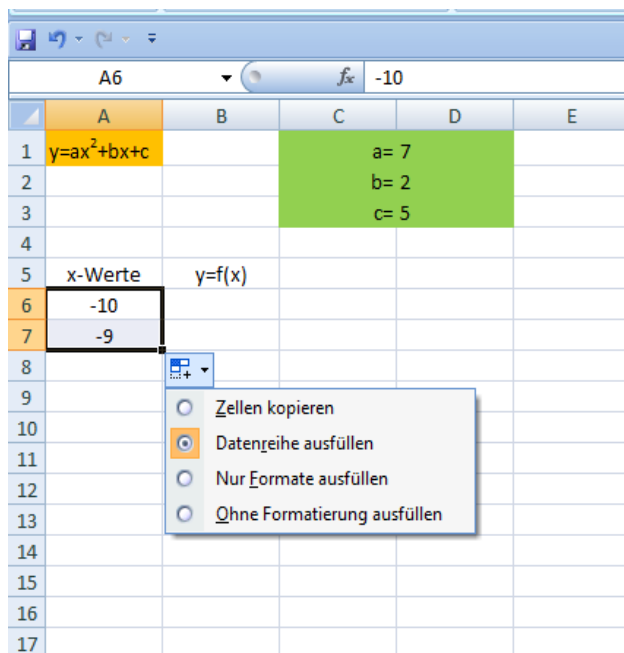 A6 fx -10
A B C D E
1 y=ax²+bx+c a= 7
2 b= 2
3 c= 5
4
5 x-Werte y=f(x)
6 -10
7 -9
8
9 Zellen kopieren
10 Datenreihe ausfüllen
11 Nur Formate ausfüllen
12 Ohne Formatierung ausfüllen
13
14
15
16
17